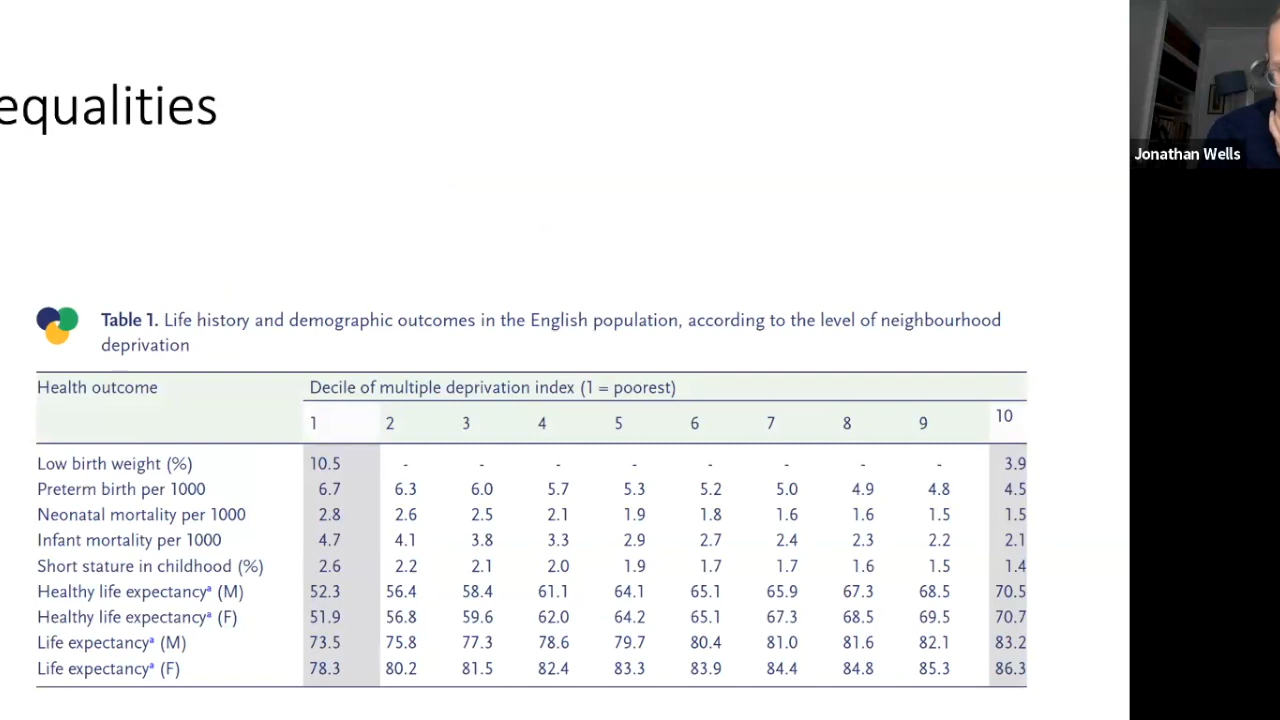 equalities
Jonathan Wells
Table 1. Life history and demographic outcomes in the English population, according to the level of neighbourhood
deprivation
Health outcome Decile of multiple deprivation index (1 = poorest)
1 2 3 4 5 6 7 8 9 10
Low birth weight (%) 10.5 - - - - - - - - 3.9
Preterm birth per 1000 6.7 6.3 6.0 5.7 5.3 5.2 5.0 4.9 4.8 4.5
Neonatal mortality per 1000 2.8 2.6 2.5 2.1 1.9 1.8 1.6 1.6 1.5 1.5
Infant mortality per 1000 4.7 4.1 3.8 3.3 2.9 2.7 2.4 2.3 2.2 2.1
Short stature in childhood (%) 2.6 2.2 2.1 2.0 1.9 1.7 1.7 1.6 1.5 1.4
Healthy life expectancyᵃ (M) 52.3 56.4 58.4 61.1 64.1 65.1 65.9 67.3 68.5 70.5
Healthy life expectancyᵃ (F) 51.9 56.8 59.6 62.0 64.2 65.1 67.3 68.5 69.5 70.7
Life expectancyᵃ (M) 73.5 75.8 77.3 78.6 79.7 80.4 81.0 81.6 82.1 83.2
Life expectancyᵃ (F) 78.3 80.2 81.5 82.4 83.3 83.9 84.4 84.8 85.3 86.3